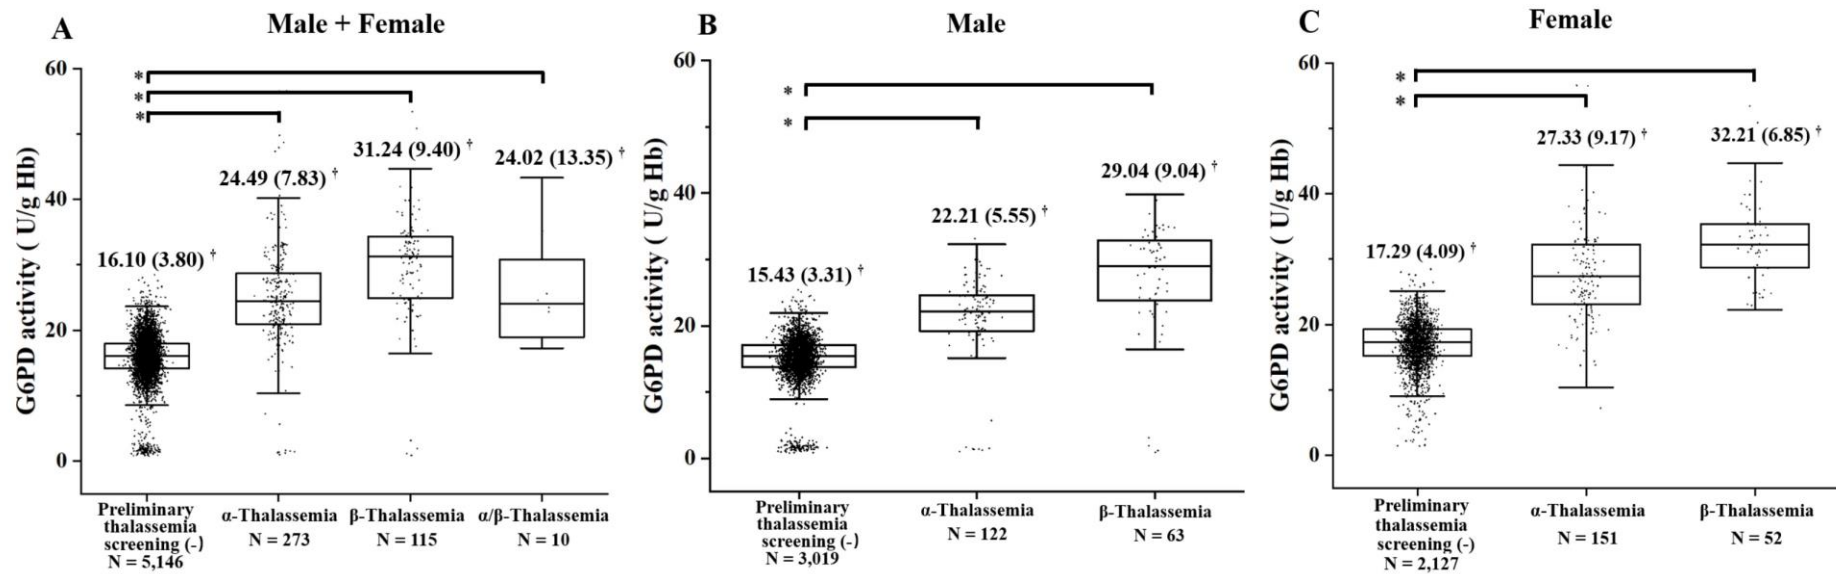 A
Male + Female
G6PD activity ( U/g Hb)
60
40
20
0
*
*
*
16.10 (3.80) †
24.49 (7.83) †
31.24 (9.40) †
24.02 (13.35) †
Preliminary
thalassemia
screening (-)
N = 5,146
α-Thalassemia
N = 273
β-Thalassemia
N = 115
α/β-Thalassemia
N = 10
B
Male
G6PD activity ( U/g Hb)
60
40
20
0
*
*
15.43 (3.31) †
22.21 (5.55) †
29.04 (9.04) †
Preliminary
thalassemia
screening (-)
N = 3,019
α-Thalassemia
N = 122
β-Thalassemia
N = 63
C
Female
G6PD activity ( U/g Hb)
60
40
20
0
*
*
17.29 (4.09) †
27.33 (9.17) †
32.21 (6.85) †
Preliminary
thalassemia
screening (-)
N = 2,127
α-Thalassemia
N = 151
β-Thalassemia
N = 52